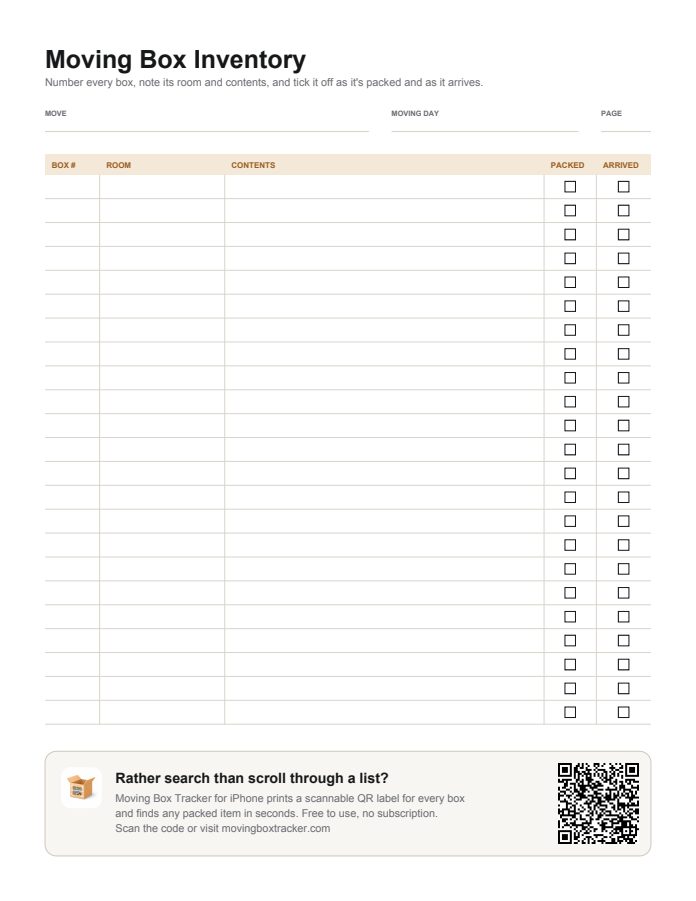 Moving Box Inventory
Number every box, note its room and contents, and tick it off as it's packed and as it arrives.
MOVE MOVING DAY PAGE
BOX # ROOM CONTENTS PACKED ARRIVED
Rather search than scroll through a list?
Moving Box Tracker for iPhone prints a scannable QR label for every box
and finds any packed item in seconds. Free to use, no subscription.
Scan the code or visit movingboxtracker.com